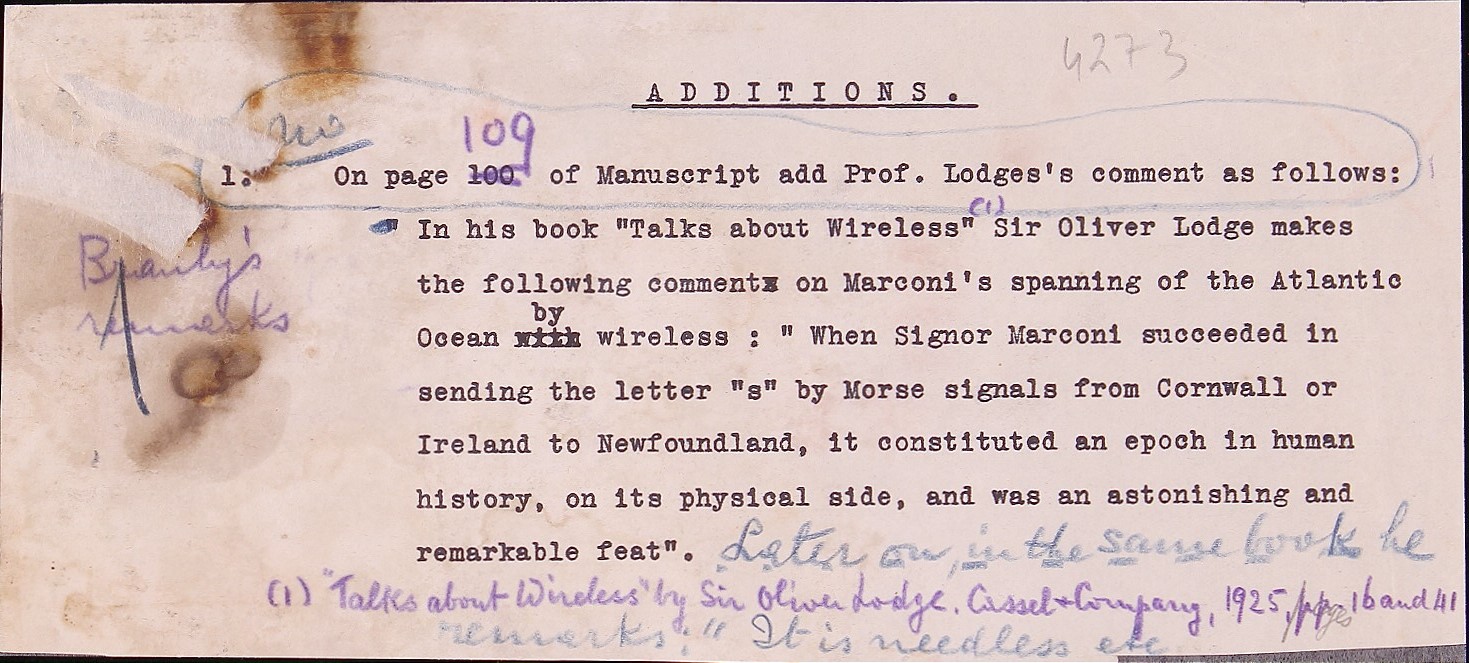 4273
ADDITIONS.
109
1. On page 100 of Manuscript add Prof. Lodges's comment as follows:
" In his book "Talks about Wireless" (1) Sir Oliver Lodge makes
Branly's
the following comment on Marconi's spanning of the Atlantic
by
remarks
Ocean with wireless : " When Signor Marconi succeeded in
sending the letter "s" by Morse signals from Cornwall or
Ireland to Newfoundland, it constituted an epoch in human
history, on its physical side, and was an astonishing and
remarkable feat". Later on, in the same book he
(1) "Talks about Wireless" by Sir Oliver Lodge. Cassel & Company, 1925, pages 16 and 41
remarks: " It is needless etc